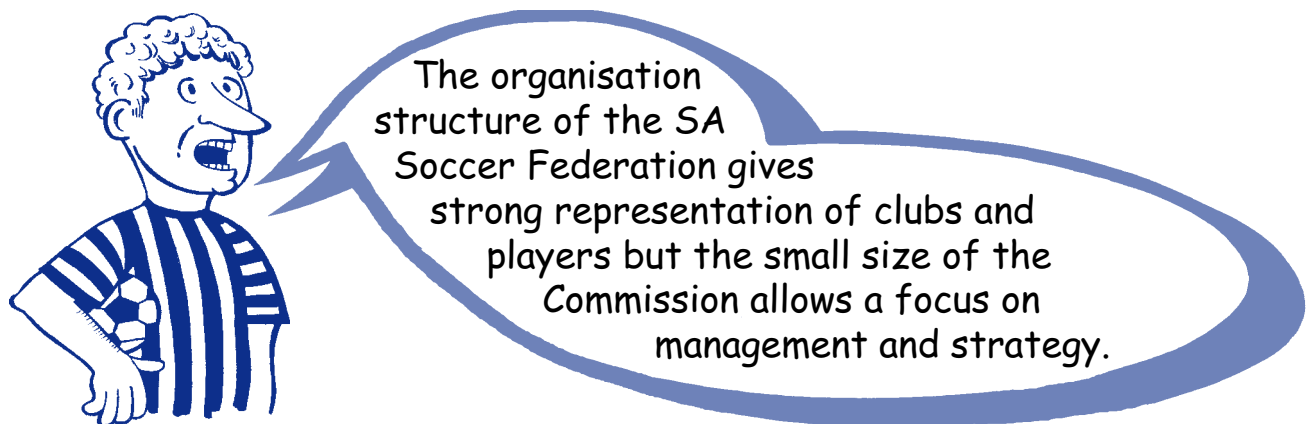 The organisation
structure of the SA
Soccer Federation gives
strong representation of clubs and
players but the small size of the
Commission allows a focus on
management and strategy.